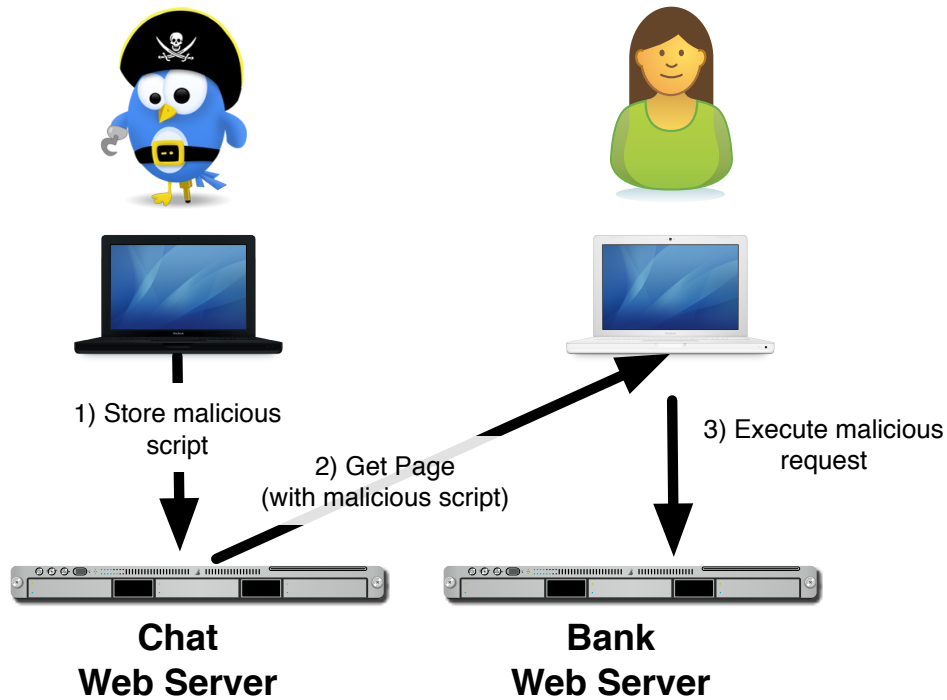 1) Store malicious
script
2) Get Page
(with malicious script)
3) Execute malicious
request
Chat
Web Server
Bank
Web Server